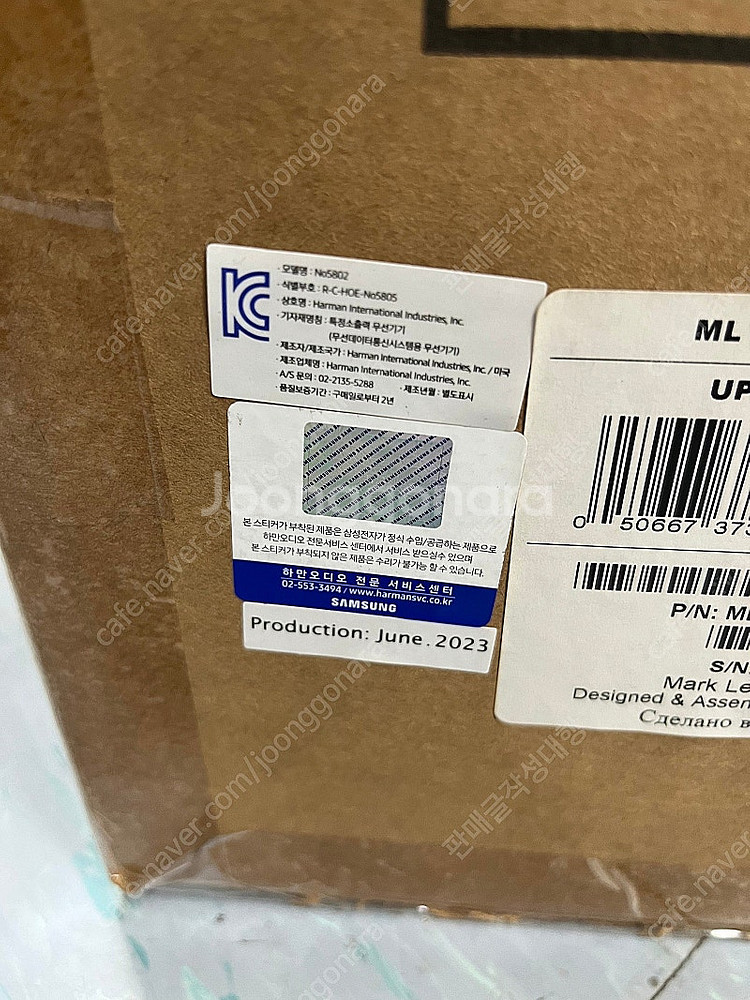 KC
· 모델명 : No5802
· 식별부호 : R-C-HOE-No5805
· 상호명 : Harman International Industries, Inc.
· 기자재명칭 : 특정소출력 무선기기
(무선데이터통신시스템용 무선기기)
· 제조자/제조국가 : Harman International Industries, Inc. / 미국
· 제조업체명 : Harman International Industries, Inc.
· A/S 문의 : 02-2135-5288 · 제조년월 : 별도표시
· 품질보증기간 : 구매일로부터 2년
본 스티커가 부착된 제품은 삼성전자가 정식 수입/공급하는 제품으로
하만오디오 전문서비스 센터에서 서비스 받으실수 있으며
본 스티커가 부착되지 않은 제품은 수리가 불가능 할 수 있습니다.
하만오디오 전문 서비스센터
02-553-3494 / www.harmansvc.co.kr
SAMSUNG
Production: June.2023
ML
UP
0 50667 373
P/N: M
S/N:
Mark Le
Designed & Assem
Сделано в
Joonggonara
cafe.naver.com/joonggonara
판매글작성대행